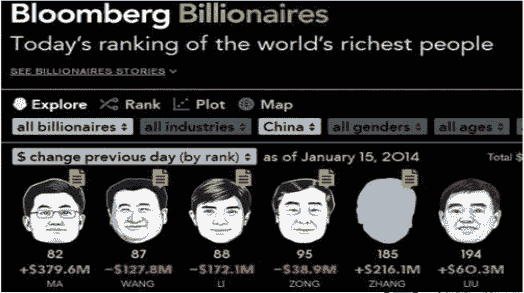 Bloomberg Billionaires
Today's ranking of the world's richest people
SEE BILLIONAIRES STORIES
Explore Rank Plot Map
all billionaires all industries China all genders all ages
$ change previous day (by rank) as of January 15, 2014 Total $
82 87 88 95 185 194
+$379.6M −$127.8M −$172.1M −$38.9M +$216.1M +$60.3M
MA WANG LI ZONG ZHANG LIU